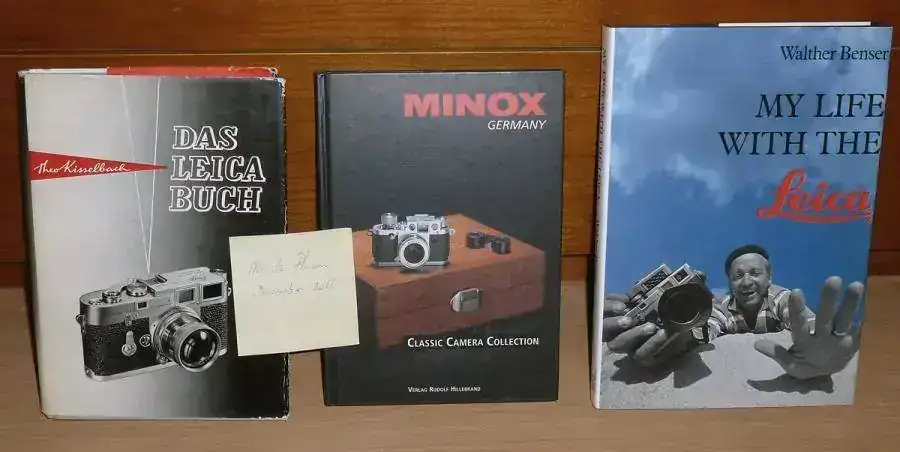 Theo Kisselbach
DAS
LEICA
BUCH
MINOX
GERMANY
CLASSIC CAMERA COLLECTION
VERLAG RUDOLF HILLEBRAND
Walther Benser
MY LIFE
WITH THE
Leica